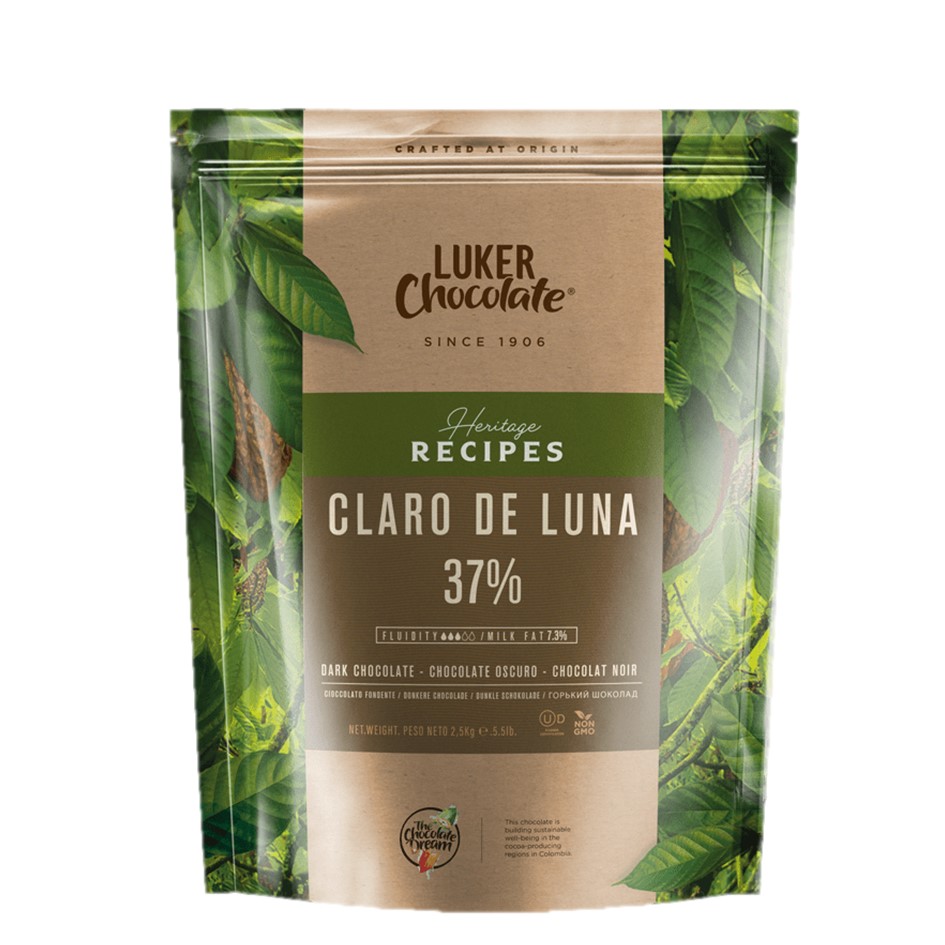 CRAFTED AT ORIGIN
LUKER
Chocolate®
SINCE 1906
Heritage
RECIPES
CLARO DE LUNA
37%
FLUIDITY / MILK FAT 7.3%
DARK CHOCOLATE - CHOCOLATE OSCURO - CHOCOLAT NOIR
CIOCCOLATO FONDENTE / DONKERE CHOCOLADE / DUNKLE SCHOKOLADE / ГОРЬКИЙ ШОКОЛАД
NET.WEIGHT. PESO NETO 2,5Kg ℮ .5.5lb.
U D
NON
GMO
The
Chocolate
Dream
This chocolate is
building sustainable
well-being in the
cocoa-producing
regions in Colombia.